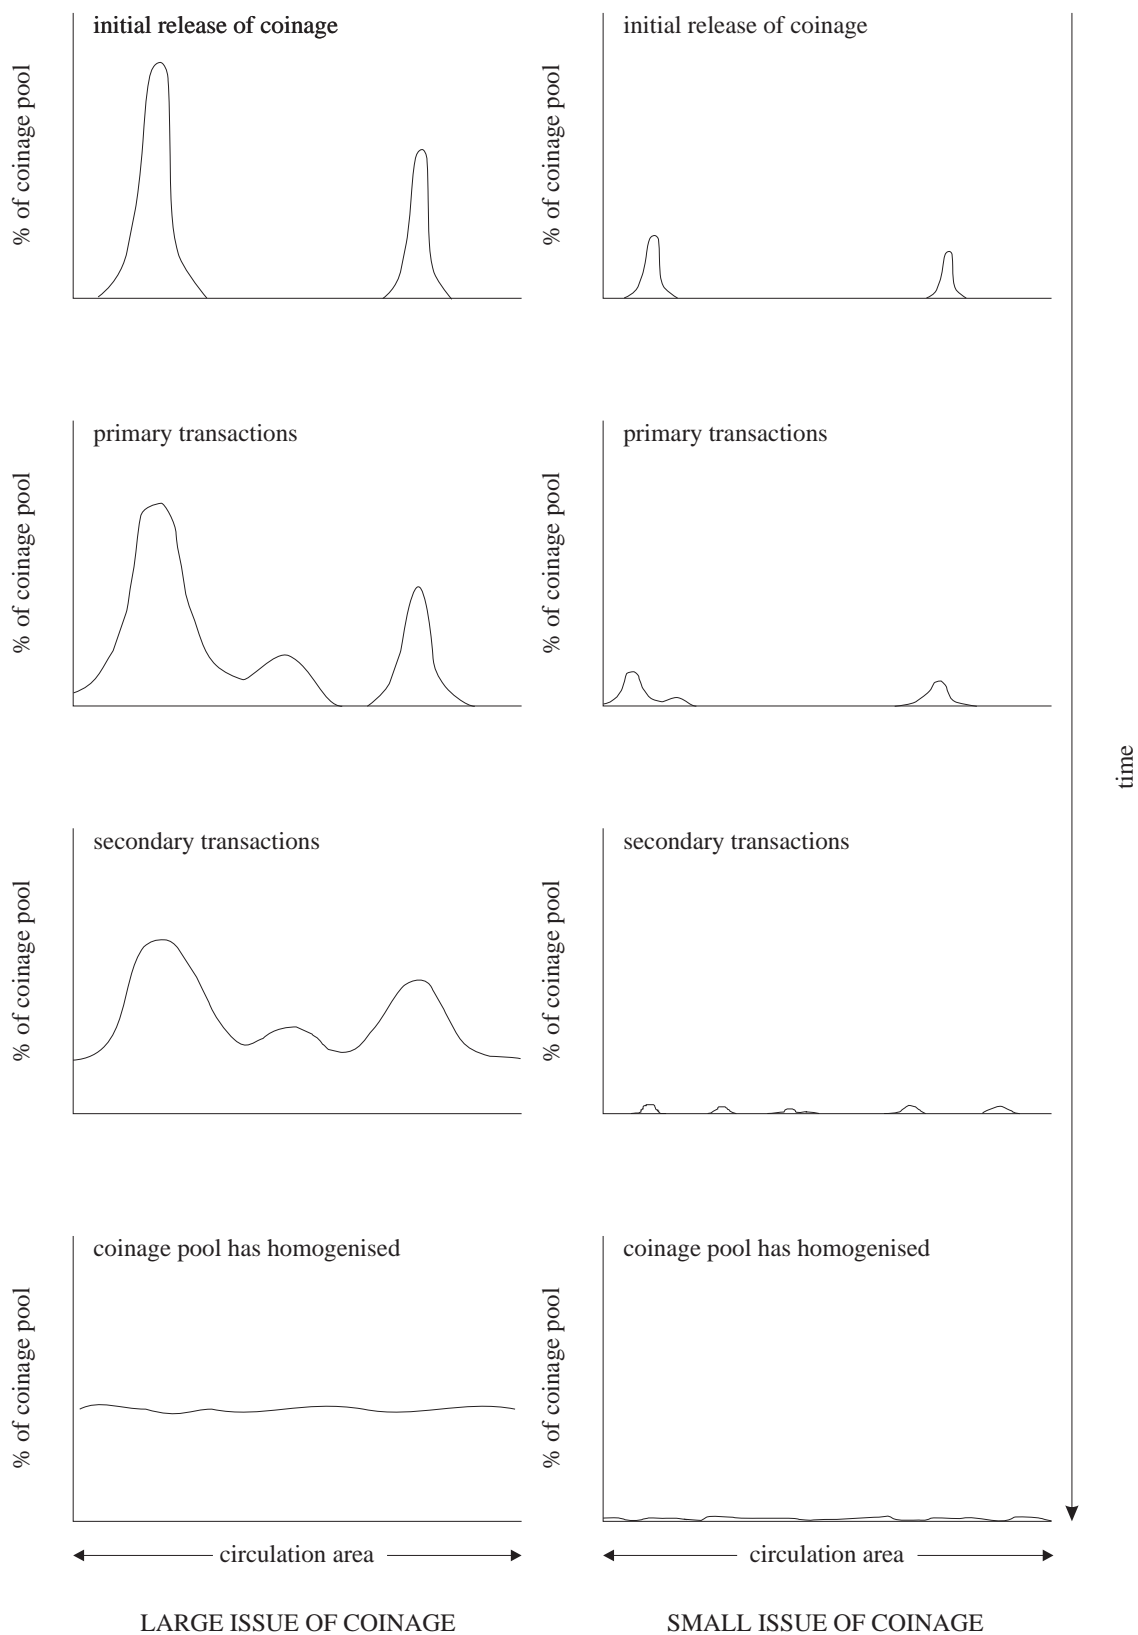 initial release of coinage
% of coinage pool
initial release of coinage
% of coinage pool
primary transactions
% of coinage pool
primary transactions
% of coinage pool
time
secondary transactions
% of coinage pool
secondary transactions
% of coinage pool
coinage pool has homogenised
% of coinage pool
coinage pool has homogenised
% of coinage pool
circulation area
circulation area
LARGE ISSUE OF COINAGE
SMALL ISSUE OF COINAGE